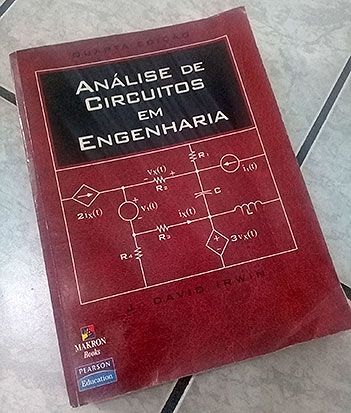 QUARTA EDIÇÃO
ANÁLISE DE
CIRCUITOS
EM
ENGENHARIA
R₁
vₓ(t)
- +
R₂
i₁(t)
2iₓ(t)
+
v₁(t)
C
iₓ(t)
R₃
R₄
+
3vₓ(t)
J. DAVID IRWIN
MAKRON
Books
PEARSON
Education